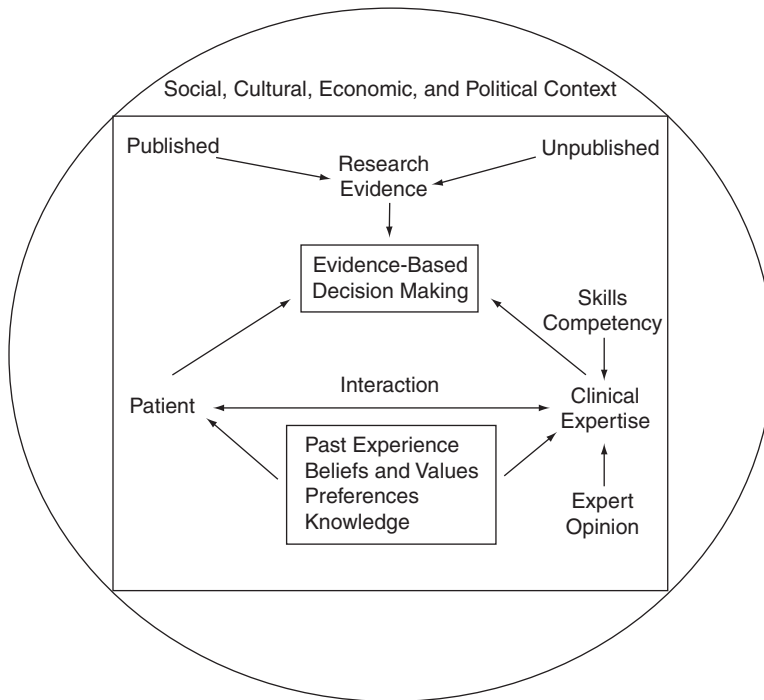 Social, Cultural, Economic, and Political Context
Published
Unpublished
Research
Evidence
Evidence-Based
Decision Making
Skills
Competency
Interaction
Patient
Clinical
Expertise
Past Experience
Beliefs and Values
Preferences
Knowledge
Expert
Opinion